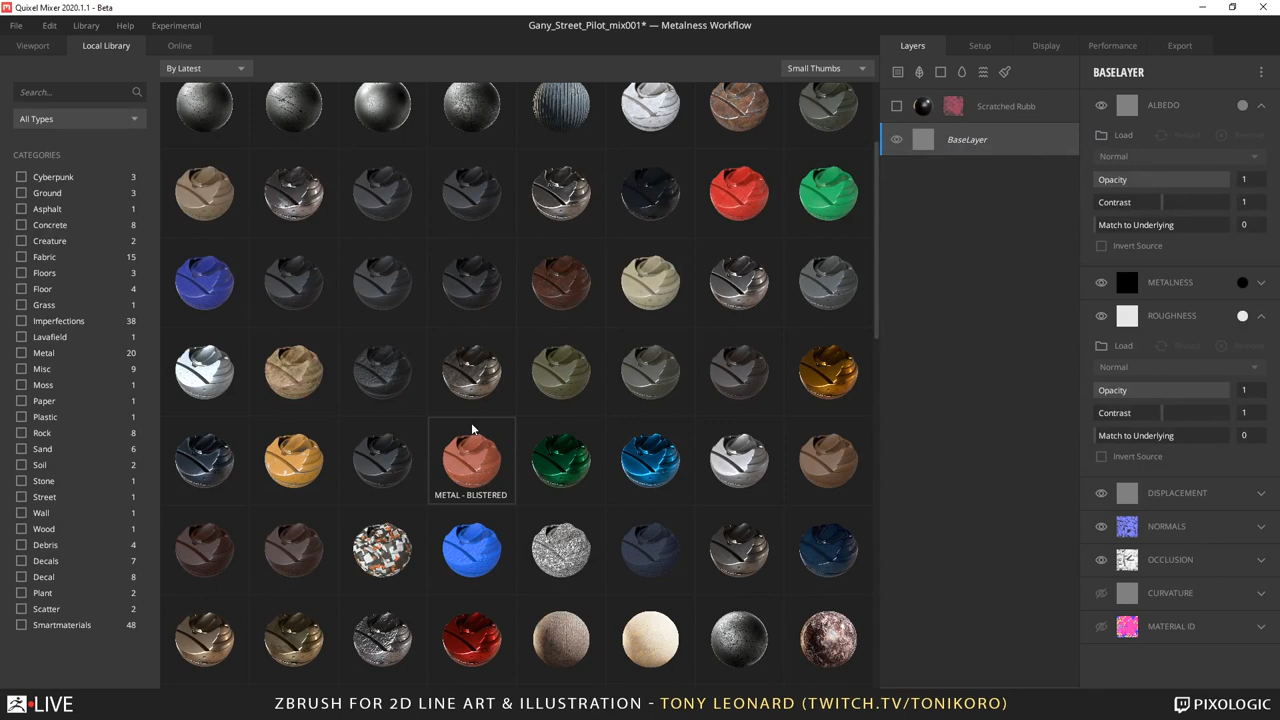 Quixel Mixer 2020.1.1 - Beta
File Edit Library Help Experimental
Gany_Street_Pilot_mix001* — Metalness Workflow
Viewport Local Library Online
Layers Setup Display Performance Export
By Latest
Small Thumbs
Search...
All Types
CATEGORIES
Cyberpunk 3
Ground 3
Asphalt 1
Concrete 8
Creature 2
Fabric 15
Floors 3
Floor 4
Grass 1
Imperfections 38
Lavafield 1
Metal 20
Misc 9
Moss 1
Paper 1
Plastic 1
Rock 8
Sand 6
Soil 2
Stone 1
Street 1
Wall 1
Wood 1
Debris 4
Decals 7
Decal 8
Plant 2
Scatter 2
Smartmaterials 48
METAL - BLISTERED
Scratched Rubb
BaseLayer
BASELAYER
ALBEDO
Load
Normal
Opacity 1
Contrast 1
Match to Underlying 0
Invert Source
METALNESS
ROUGHNESS
Load
Normal
Opacity 1
Contrast 1
Match to Underlying 0
Invert Source
DISPLACEMENT
NORMALS
OCCLUSION
CURVATURE
MATERIAL ID
LIVE
ZBRUSH FOR 2D LINE ART & ILLUSTRATION - TONY LEONARD (TWITCH.TV/TONIKORO)
PIXOLOGIC